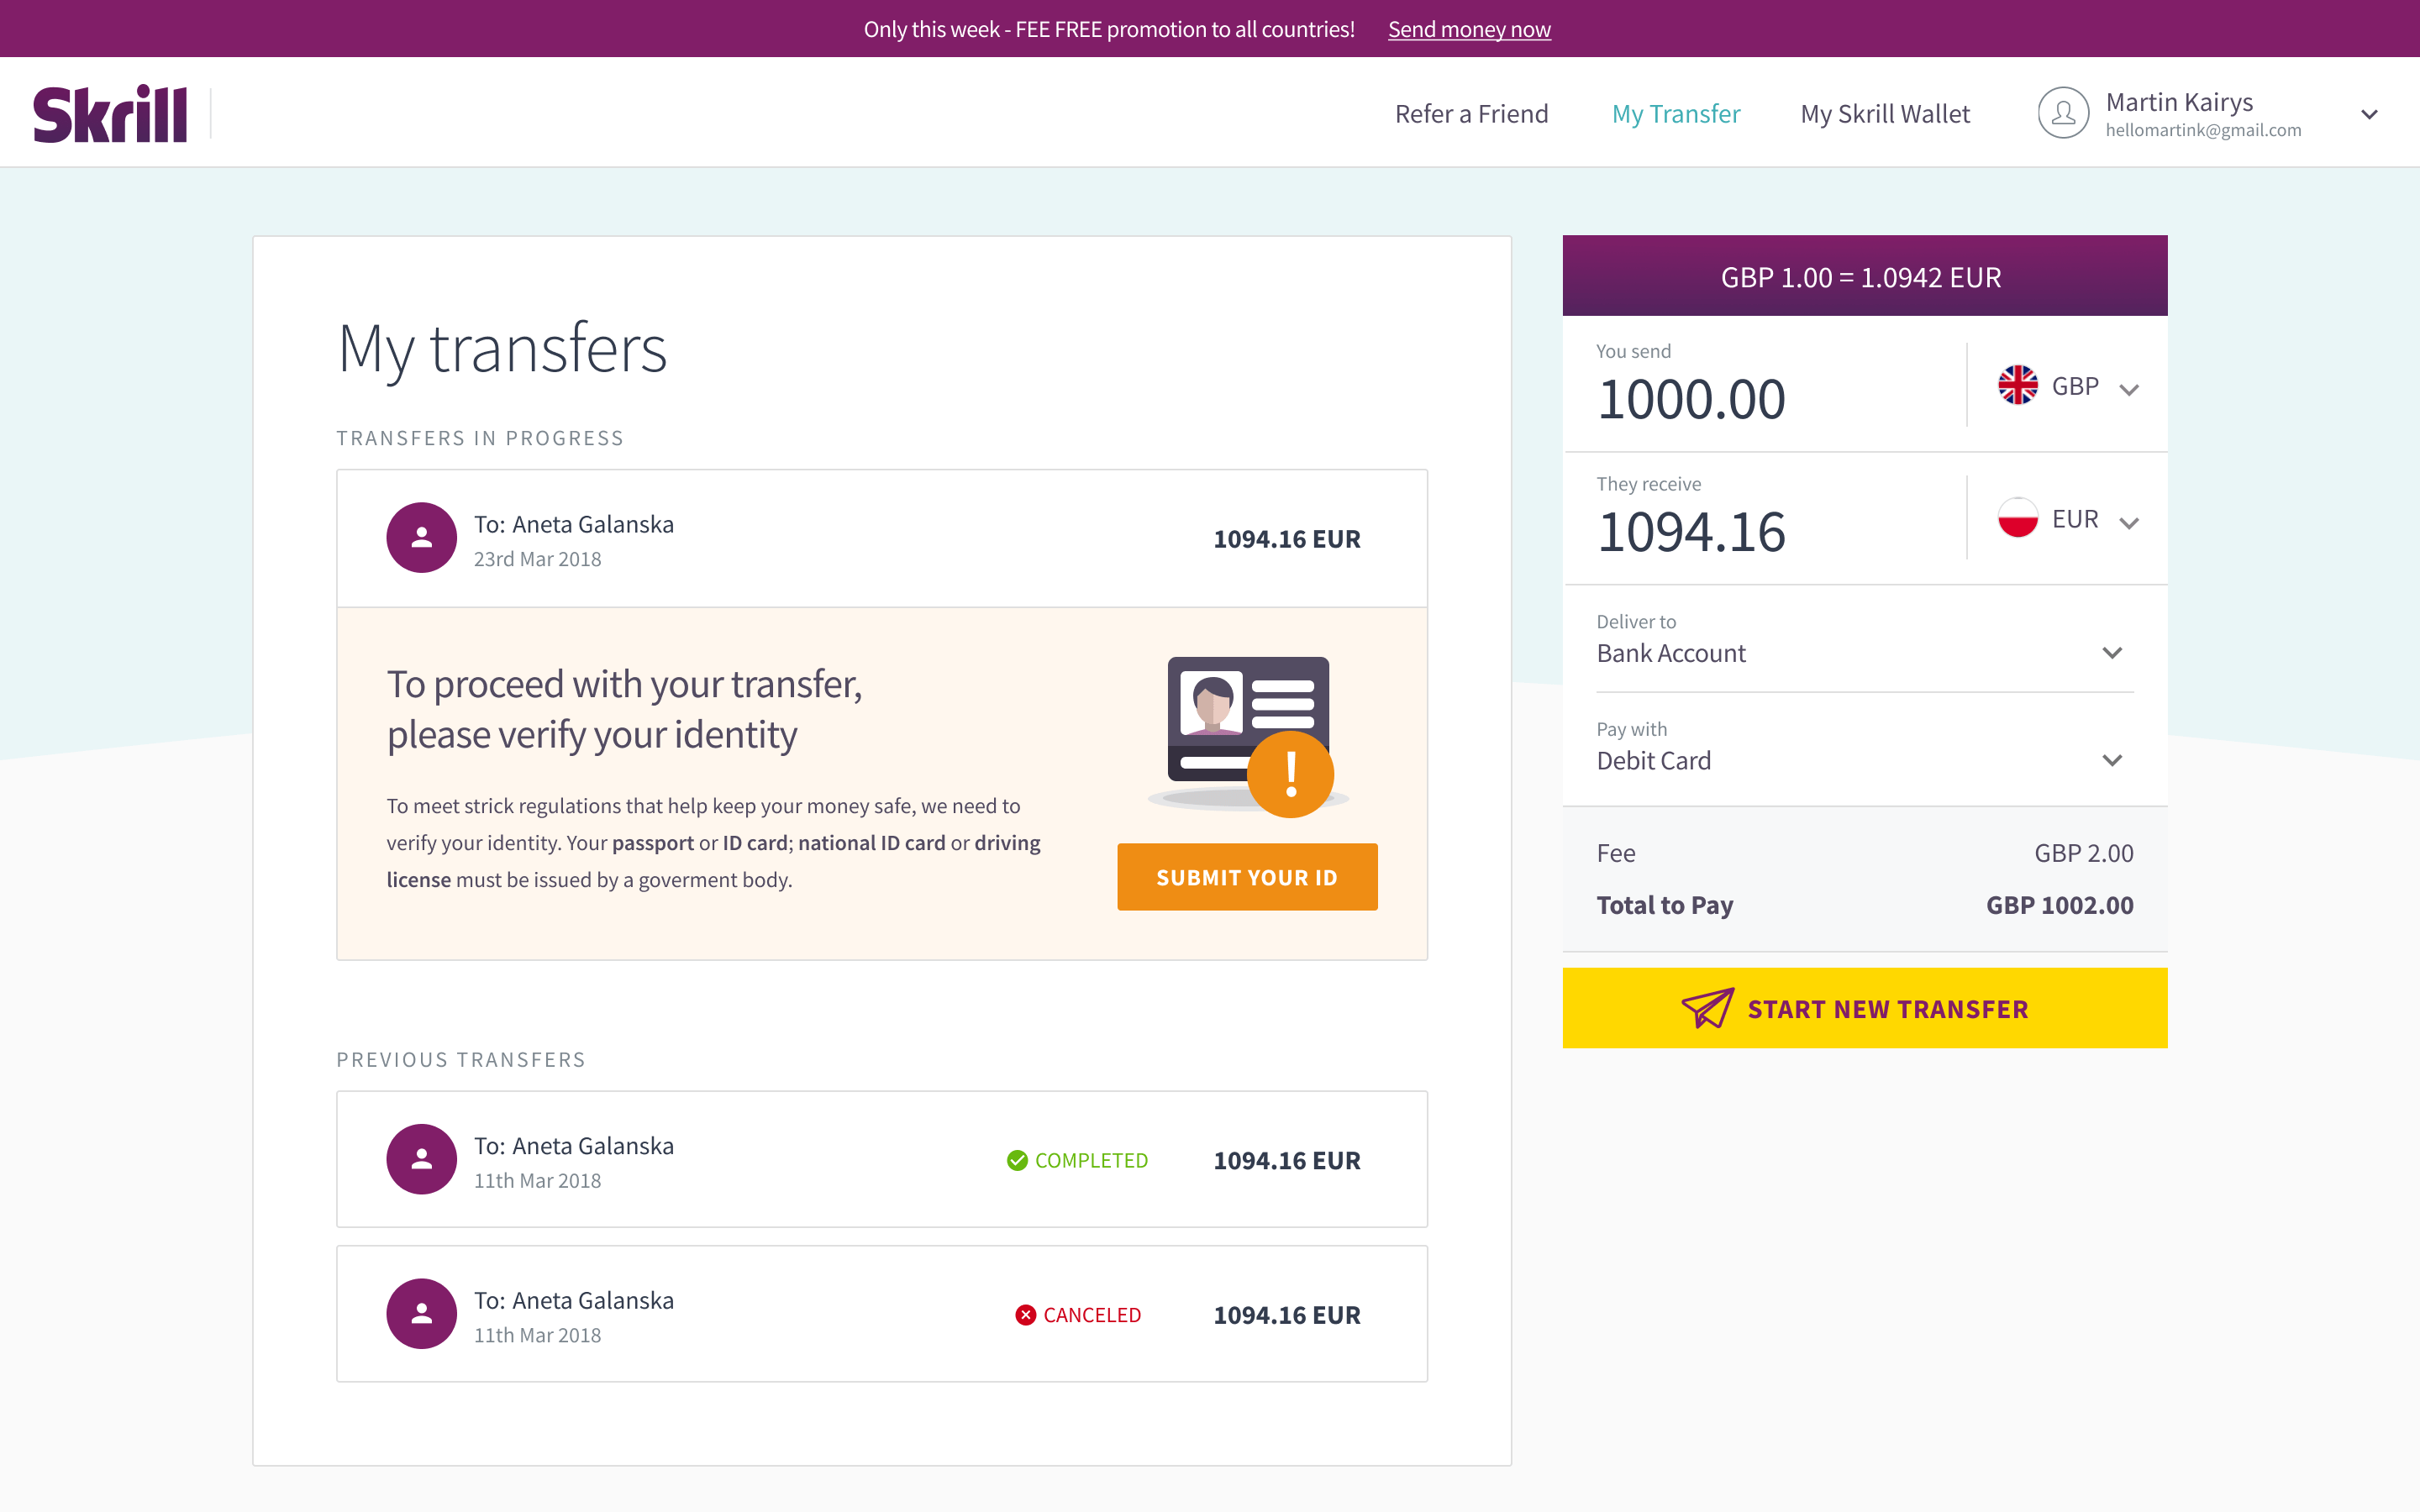 Only this week - FEE FREE promotion to all countries! Send money now
Skrill
Refer a Friend
My Transfer
My Skrill Wallet
Martin Kairys
hellomartink@gmail.com
My transfers
TRANSFERS IN PROGRESS
To: Aneta Galanska
23rd Mar 2018
1094.16 EUR
To proceed with your transfer,
please verify your identity
To meet strick regulations that help keep your money safe, we need to
verify your identity. Your passport or ID card; national ID card or driving
license must be issued by a goverment body.
SUBMIT YOUR ID
PREVIOUS TRANSFERS
To: Aneta Galanska
11th Mar 2018
COMPLETED
1094.16 EUR
To: Aneta Galanska
11th Mar 2018
CANCELED
1094.16 EUR
GBP 1.00 = 1.0942 EUR
You send
1000.00
GBP
They receive
1094.16
EUR
Deliver to
Bank Account
Pay with
Debit Card
Fee
GBP 2.00
Total to Pay
GBP 1002.00
START NEW TRANSFER